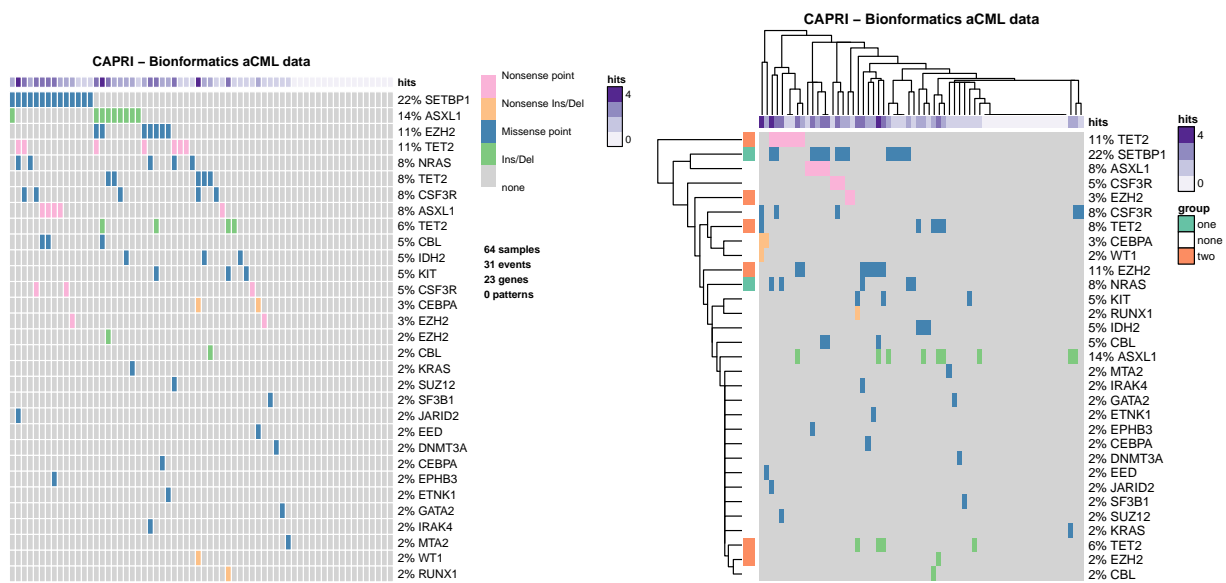 CAPRI – Bionformatics aCML data
hits
22% SETBP1
14% ASXL1
11% EZH2
11% TET2
8% NRAS
8% TET2
8% CSF3R
8% ASXL1
6% TET2
5% CBL
5% IDH2
5% KIT
5% CSF3R
3% CEBPA
3% EZH2
2% EZH2
2% CBL
2% KRAS
2% SUZ12
2% SF3B1
2% JARID2
2% EED
2% DNMT3A
2% CEBPA
2% EPHB3
2% ETNK1
2% GATA2
2% IRAK4
2% MTA2
2% WT1
2% RUNX1
Nonsense point
Nonsense Ins/Del
Missense point
Ins/Del
none
hits
4
0
64 samples
31 events
23 genes
0 patterns
CAPRI – Bionformatics aCML data
hits
11% TET2
22% SETBP1
8% ASXL1
5% CSF3R
3% EZH2
8% CSF3R
8% TET2
3% CEBPA
2% WT1
11% EZH2
8% NRAS
5% KIT
2% RUNX1
5% IDH2
5% CBL
14% ASXL1
2% MTA2
2% IRAK4
2% GATA2
2% ETNK1
2% EPHB3
2% CEBPA
2% DNMT3A
2% EED
2% JARID2
2% SF3B1
2% SUZ12
2% KRAS
6% TET2
2% EZH2
2% CBL
hits
4
0
group
one
none
two